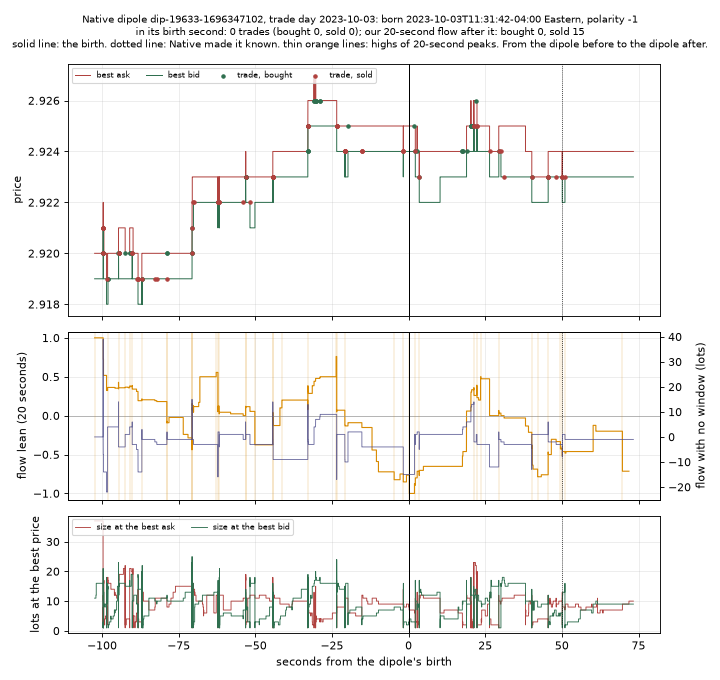 Native dipole dip-19633-1696347102, trade day 2023-10-03: born 2023-10-03T11:31:42-04:00 Eastern, polarity -1
in its birth second: 0 trades (bought 0, sold 0); our 20-second flow after it: bought 0, sold 15
solid line: the birth. dotted line: Native made it known. thin orange lines: highs of 20-second peaks. From the dipole before to the dipole after.
best ask
best bid
trade, bought
trade, sold
2.926
2.924
2.922
2.920
2.918
price
1.0
0.5
0.0
−0.5
−1.0
flow lean (20 seconds)
40
30
20
10
0
−10
−20
flow with no window (lots)
size at the best ask
size at the best bid
30
20
10
0
lots at the best price
−100
−75
−50
−25
0
25
50
75
seconds from the dipole's birth